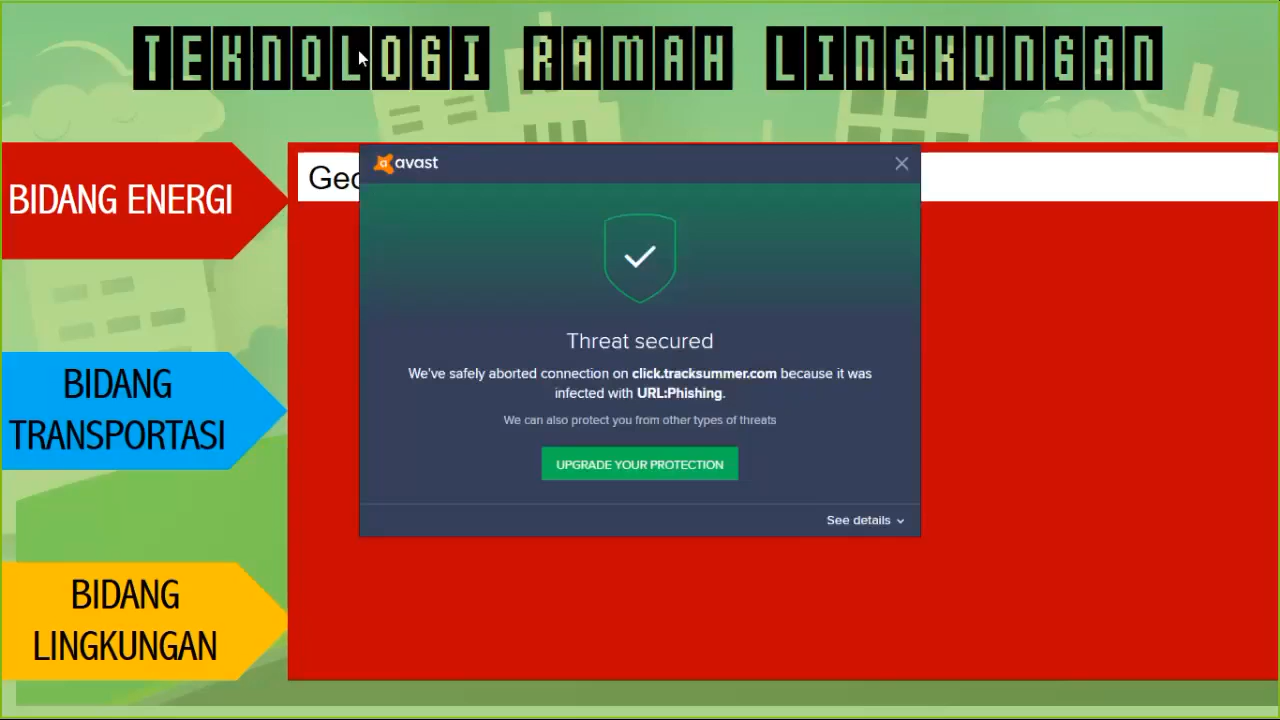 TEKNOLOGI RAMAH LINGKUNGAN
BIDANG ENERGI
Geo
avast
Threat secured
We've safely aborted connection on click.tracksummer.com because it was
infected with URL:Phishing.
We can also protect you from other types of threats
UPGRADE YOUR PROTECTION
See details
BIDANG
TRANSPORTASI
BIDANG
LINGKUNGAN